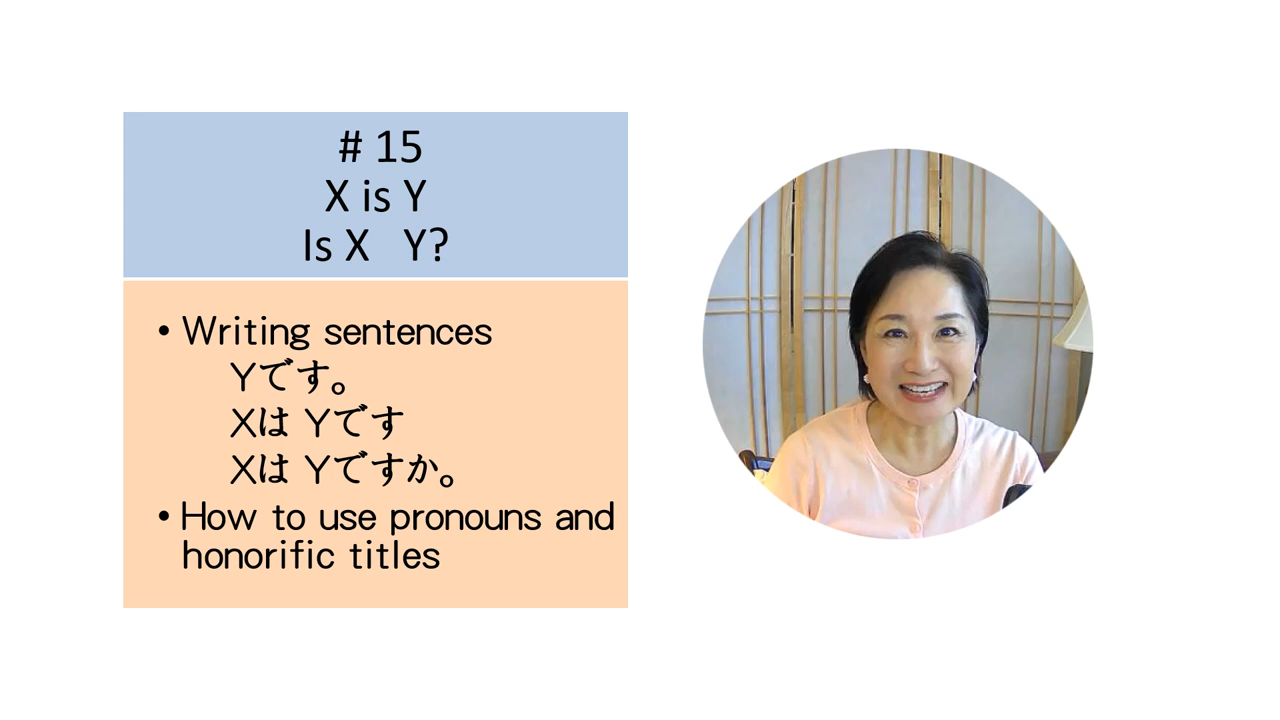 # 15
X is Y
Is X Y?
• Writing sentences
Yです。
Xは Yです
Xは Yですか。
• How to use pronouns and
honorific titles